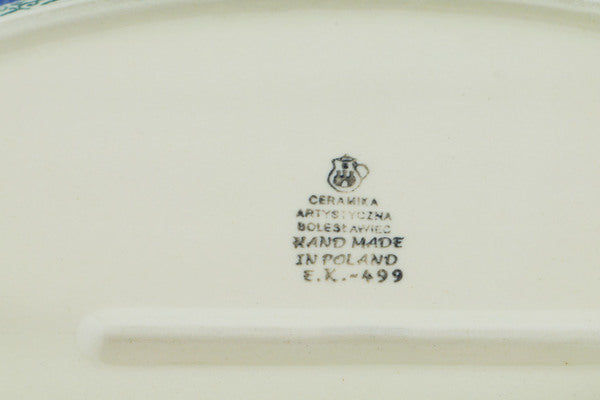 CERAMIKA
ARTYSTYCZNA
BOLESŁAWIEC
HAND MADE
IN POLAND
E.K.-499